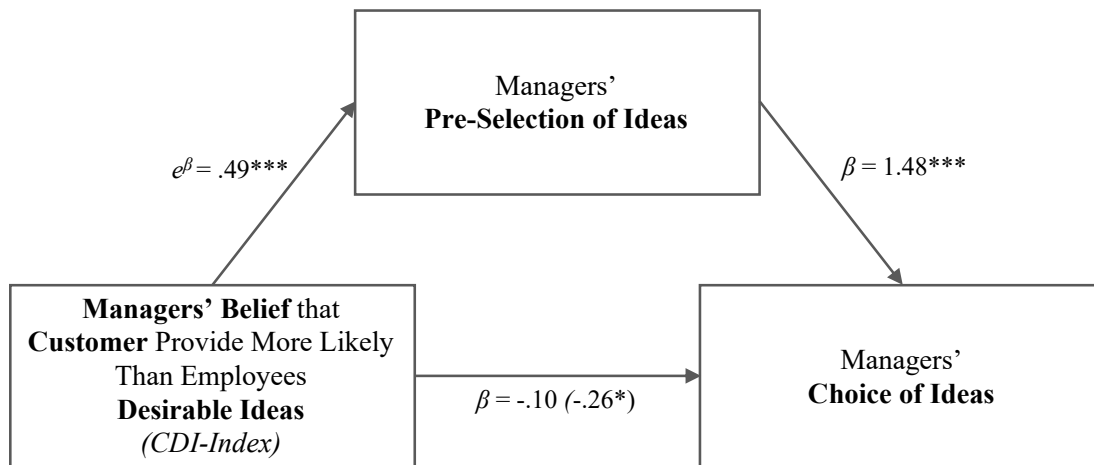 Managers’
Pre-Selection of Ideas
eᵝ = .49***
β = 1.48***
Managers’ Belief that
Customer Provide More Likely
Than Employees
Desirable Ideas
(CDI-Index)
β = -.10 (-.26*)
Managers’
Choice of Ideas